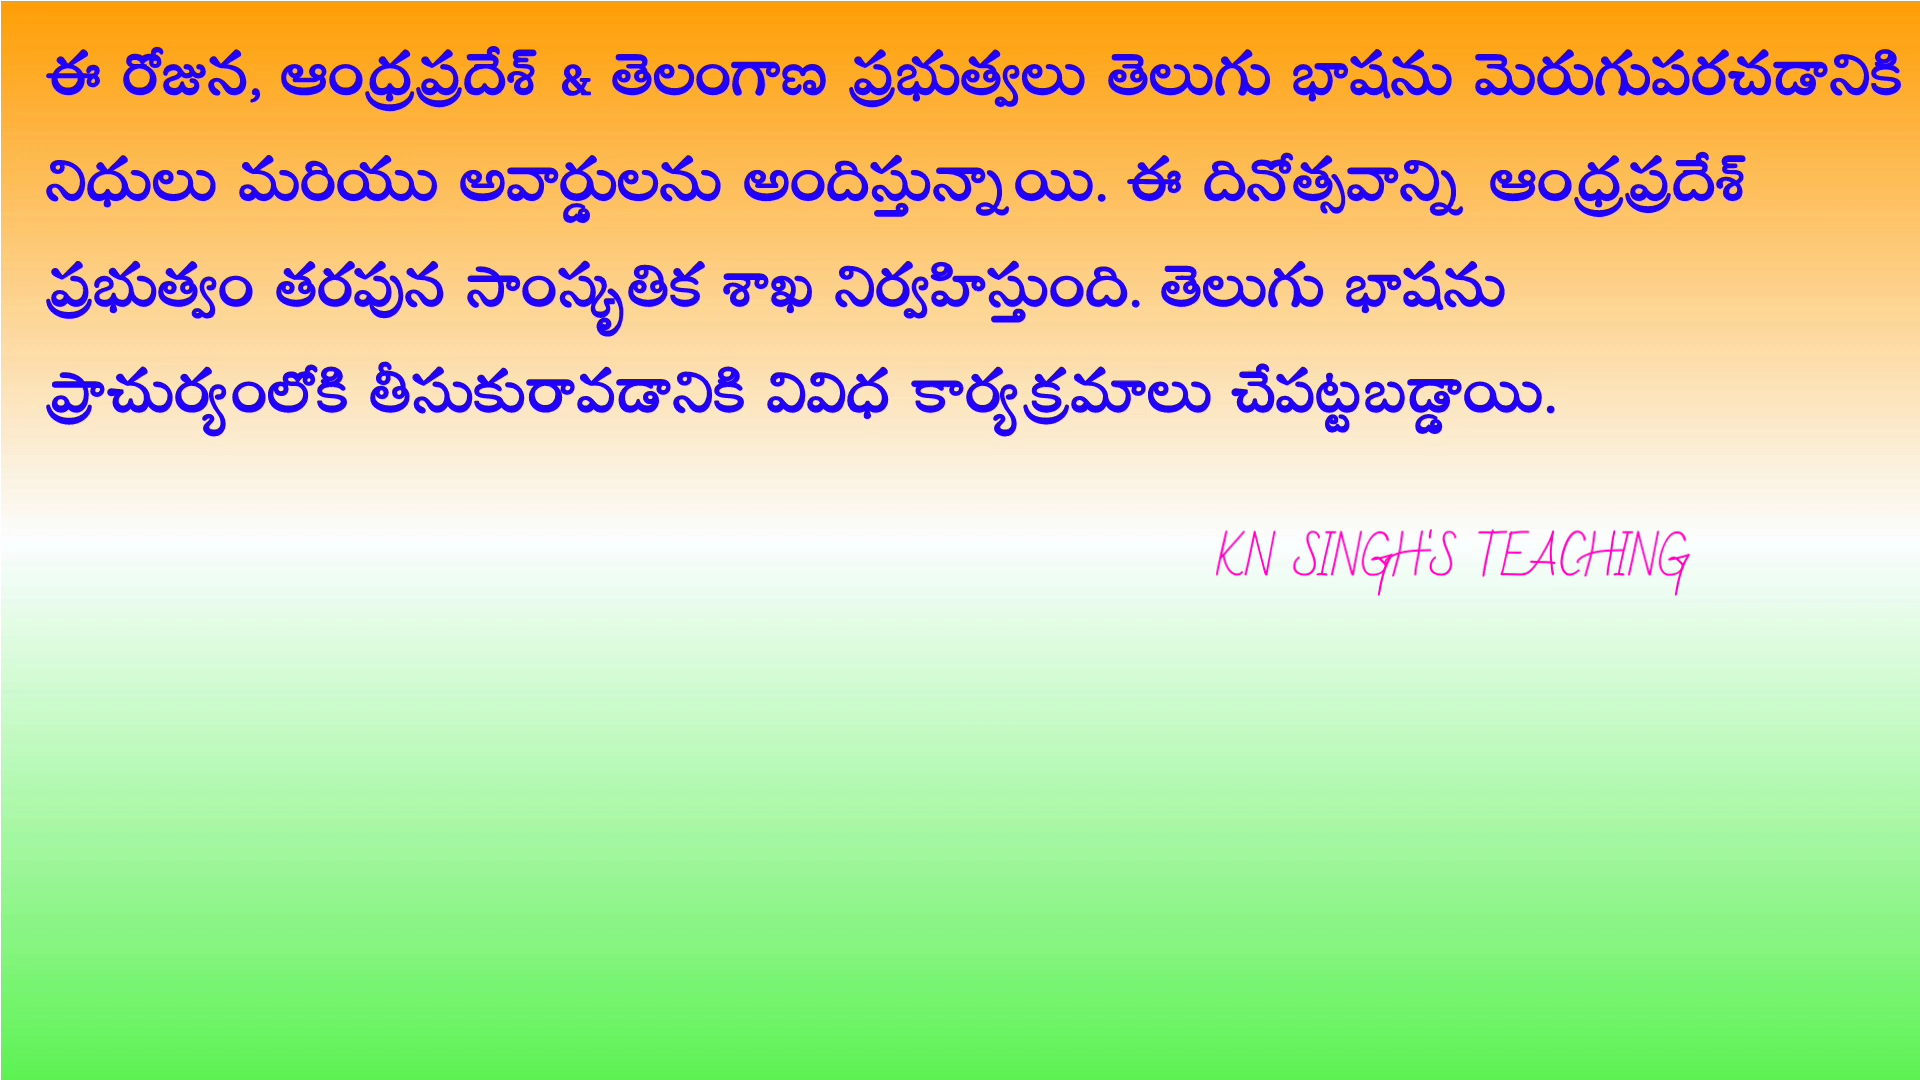 ఈ రోజున, ఆంధ్రప్రదేశ్ & తెలంగాణ ప్రభుత్వలు తెలుగు భాషను మెరుగుపరచడానికి
నిధులు మరియు అవార్డులను అందిస్తున్నాయి. ఈ దినోత్సవాన్ని ఆంధ్రప్రదేశ్
ప్రభుత్వం తరపున సాంస్కృతిక శాఖ నిర్వహిస్తుంది. తెలుగు భాషను
ప్రాచుర్యంలోకి తీసుకురావడానికి వివిధ కార్యక్రమాలు చేపట్టబడ్డాయి.
KN SINGH'S TEACHING